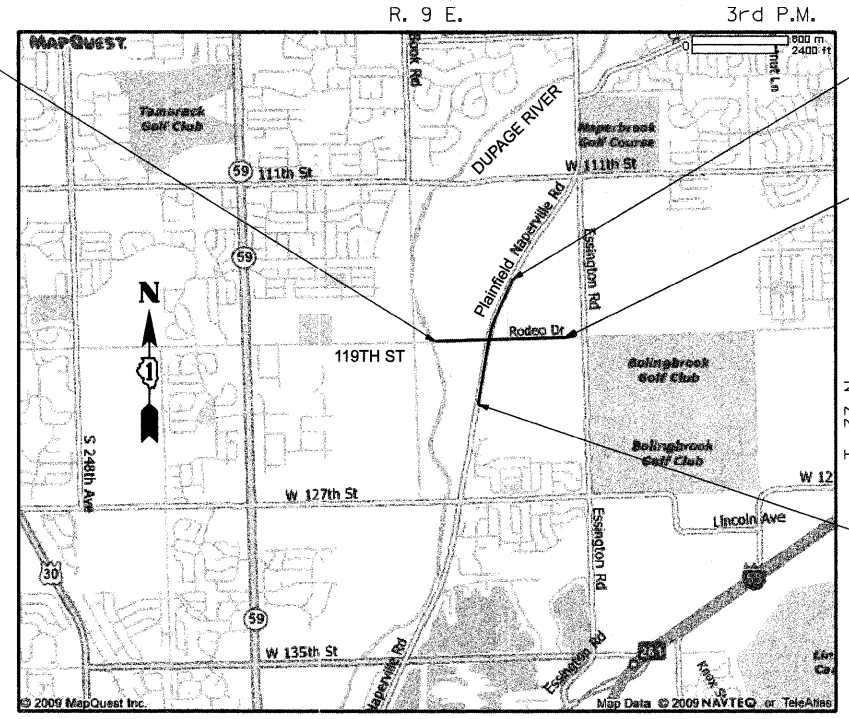 R. 9 E.
3rd P.M.
MAPQUEST.
Book Rd
800 m
0
2400 ft
Tamarack
Golf Club
DUPAGE RIVER
Naperbrook
Golf Course
W 111th St
59
111th St
Plainfield Naperville Rd
Essington Rd
59
N
1
Rodeo Dr
119TH ST
Bolingbrook
Golf Club
Bolingbrook
Golf Club
S 248th Ave
W 127th St
W 12
Lincoln Ave
Essington Rd
30
59
W 135th St
Naperville Rd
Essington Rd
Knox St
© 2009 MapQuest Inc.
Map Data © 2009 NAVTEQ or TeleAtlas